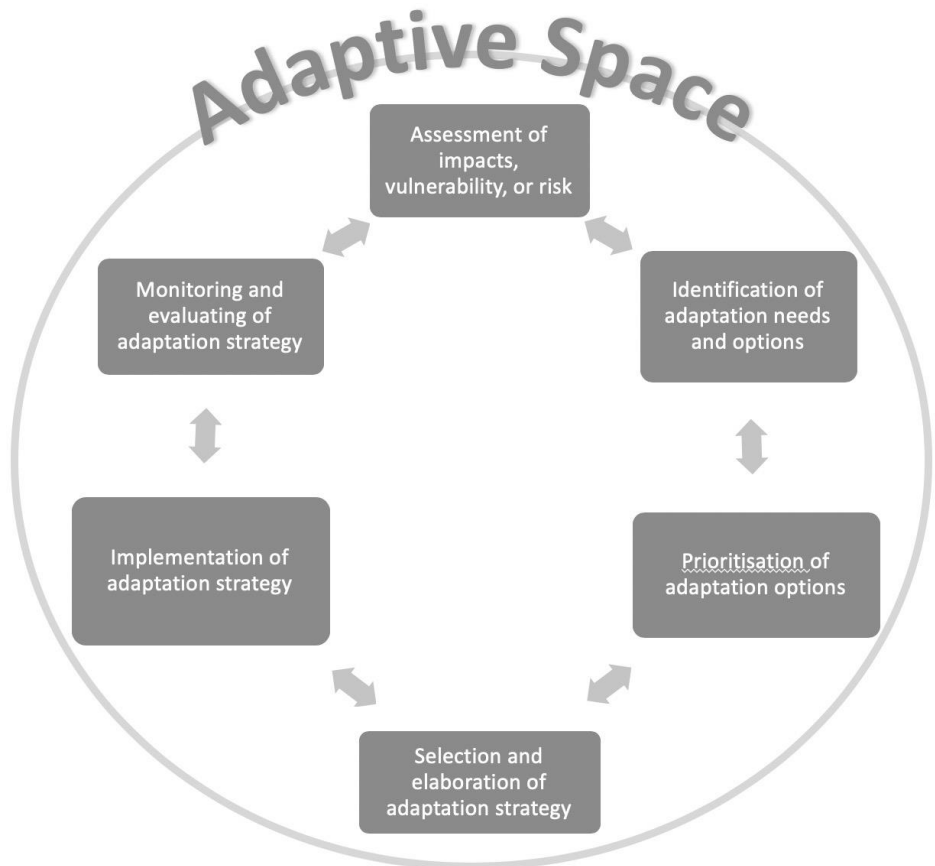 Adaptive Space
Assessment of
impacts,
vulnerability, or risk
Identification of
adaptation needs
and options
Prioritisation of
adaptation options
Selection and
elaboration of
adaptation strategy
Implementation of
adaptation strategy
Monitoring and
evaluating of
adaptation strategy